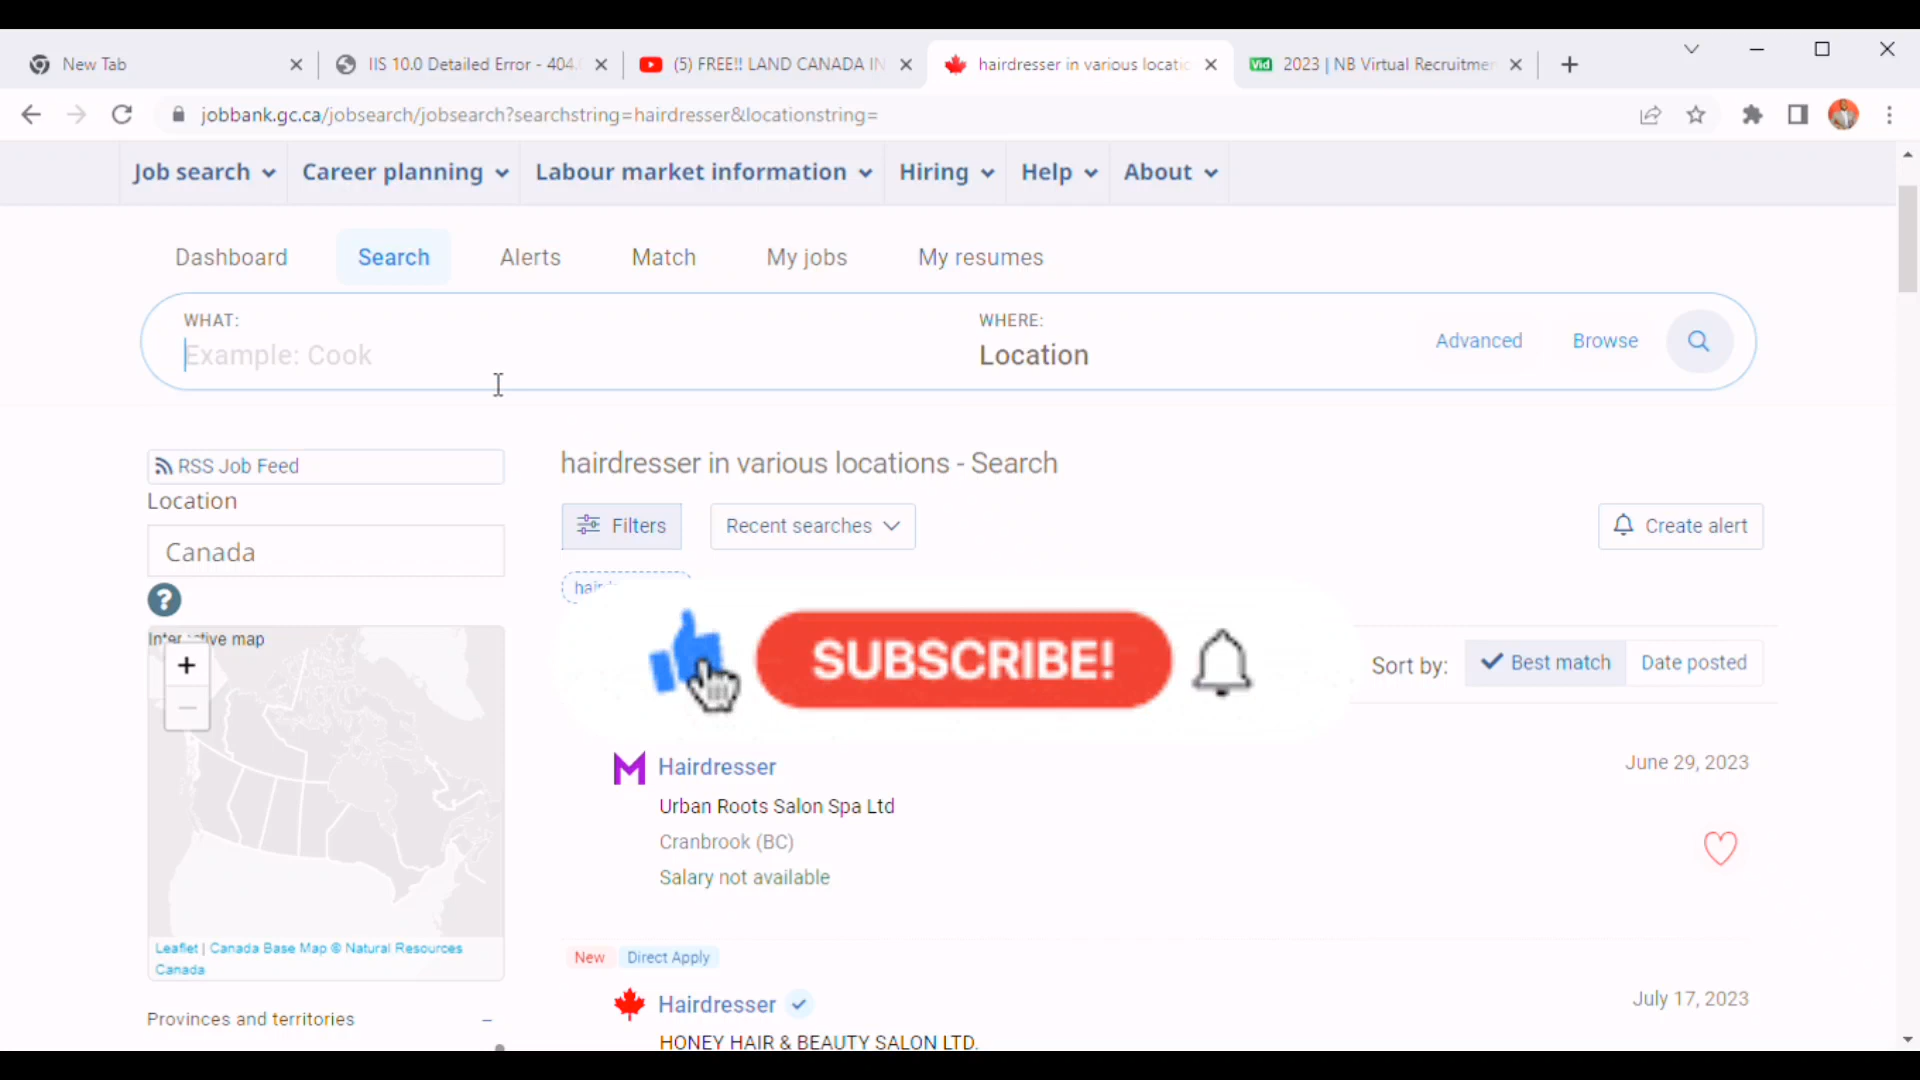 New Tab
IIS 10.0 Detailed Error - 404.
(5) FREE!! LAND CANADA IN
hairdresser in various locatio
Vid 2023 | NB Virtual Recruitmen
jobbank.gc.ca/jobsearch/jobsearch?searchstring=hairdresser&locationstring=
Job search Career planning Labour market information Hiring Help About
Dashboard Search Alerts Match My jobs My resumes
WHAT: WHERE:
Example: Cook Location Advanced Browse
RSS Job Feed
Location
Canada
?
Interactive map
+
−
Leaflet | Canada Base Map © Natural Resources
Canada
Provinces and territories −
hairdresser in various locations - Search
Filters Recent searches Create alert
SUBSCRIBE!
Sort by: Best match Date posted
M Hairdresser June 29, 2023
Urban Roots Salon Spa Ltd
Cranbrook (BC)
Salary not available
New Direct Apply
Hairdresser July 17, 2023
HONEY HAIR & BEAUTY SALON LTD.